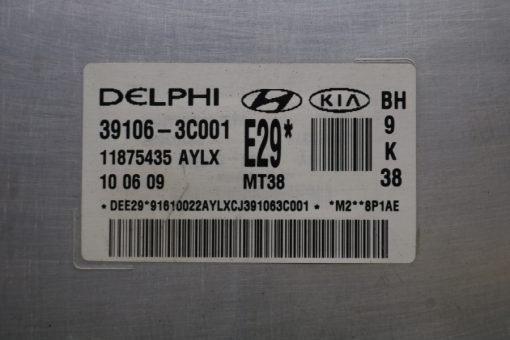 DELPHI KIA BH
39106-3C001 E29* 9
11875435 AYLX K
10 06 09 MT38 38
*DEE29*91610022AYLXCJ391063C001* *M2**8P1AE